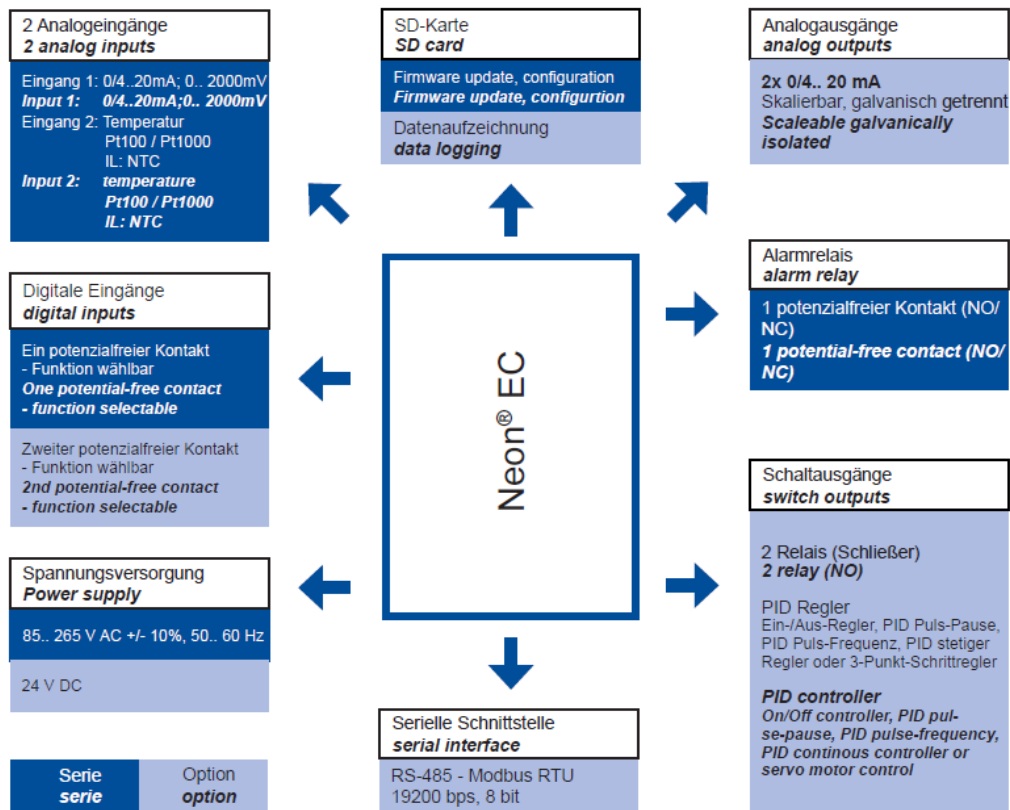 2 Analogeingänge
2 analog inputs
Eingang 1: 0/4..20mA; 0.. 2000mV
Input 1: 0/4..20mA;0.. 2000mV
Eingang 2: Temperatur
Pt100 / Pt1000
IL: NTC
Input 2: temperature
Pt100 / Pt1000
IL: NTC
SD-Karte
SD card
Firmware update, configuration
Firmware update, configurtion
Datenaufzeichnung
data logging
Analogausgänge
analog outputs
2x 0/4.. 20 mA
Skalierbar, galvanisch getrennt
Scaleable galvanically
isolated
Digitale Eingänge
digital inputs
Ein potenzialfreier Kontakt
- Funktion wählbar
One potential-free contact
- function selectable
Zweiter potenzialfreier Kontakt
- Funktion wählbar
2nd potential-free contact
- function selectable
Neon® EC
Alarmrelais
alarm relay
1 potenzialfreier Kontakt (NO/
NC)
1 potential-free contact (NO/
NC)
Spannungsversorgung
Power supply
85.. 265 V AC +/- 10%, 50.. 60 Hz
24 V DC
Schaltausgänge
switch outputs
2 Relais (Schließer)
2 relay (NO)
PID Regler
Ein-/Aus-Regler, PID Puls-Pause,
PID Puls-Frequenz, PID stetiger
Regler oder 3-Punkt-Schrittregler
PID controller
On/Off controller, PID pul-
se-pause, PID pulse-frequency,
PID continous controller or
servo motor control
Serielle Schnittstelle
serial interface
RS-485 - Modbus RTU
19200 bps, 8 bit
Serie
serie
Option
option